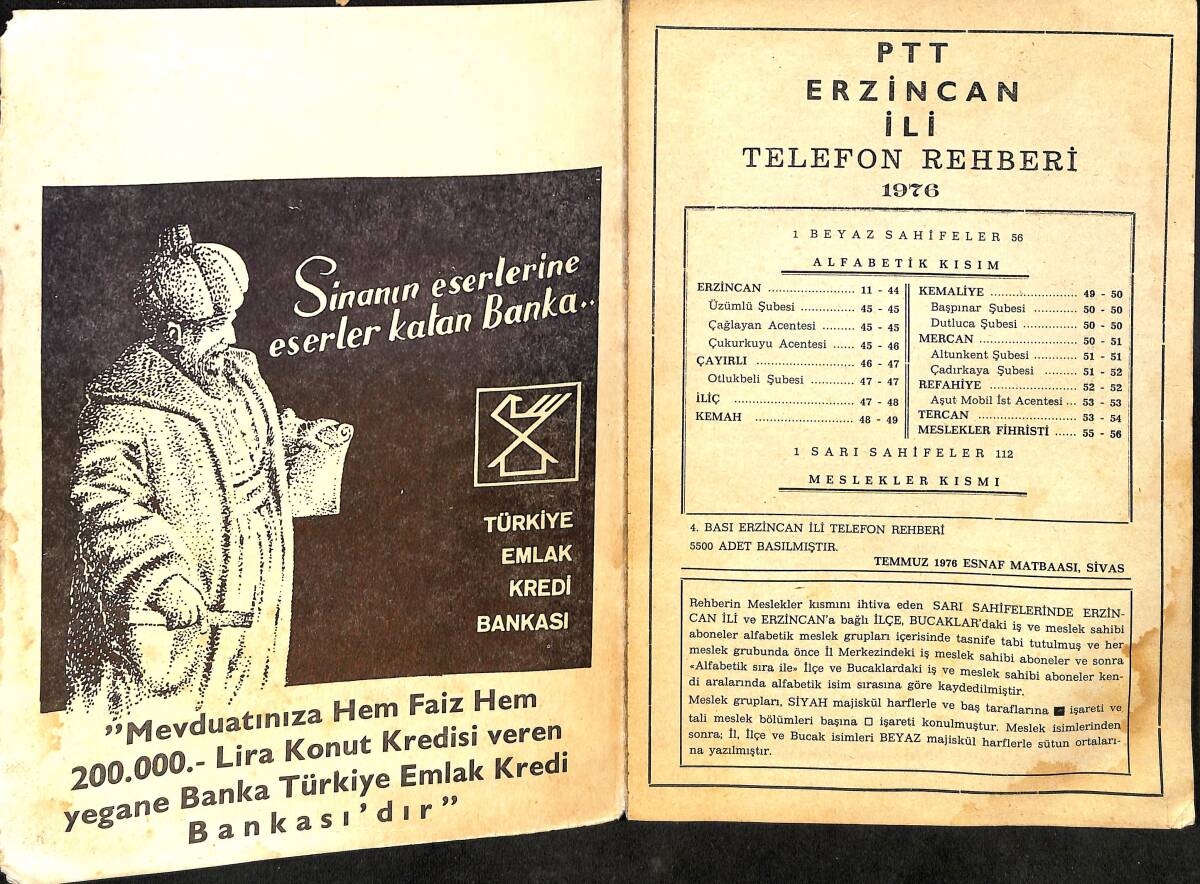 Sinanın eserlerine
eserler katan Banka..
TÜRKİYE
EMLAK
KREDİ
BANKASI
”Mevduatınıza Hem Faiz Hem
200.000.- Lira Konut Kredisi veren
yegane Banka Türkiye Emlak Kredi
Bankası’dır”
PTT
ERZİNCAN
İLİ
TELEFON REHBERİ
1976
1 BEYAZ SAHİFELER 56
ALFABETİK KISIM
ERZİNCAN ........................ 11 - 44
Üzümlü Şubesi ............... 45 - 45
Çağlayan Acentesi ......... 45 - 45
Çukurkuyu Acentesi ...... 45 - 46
ÇAYIRLI ........................... 46 - 47
Otlukbeli Şubesi ............ 47 - 47
İLİÇ ................................. 47 - 48
KEMAH ........................... 48 - 49
KEMALİYE ........................ 49 - 50
Başpınar Şubesi ............ 50 - 50
Dutluca Şubesi ............... 50 - 50
MERCAN ........................... 50 - 51
Altunkent Şubesi ............ 51 - 51
Çadırkaya Şubesi ......... 51 - 52
REFAHİYE ........................ 52 - 52
Aşut Mobil İst Acentesi ... 53 - 53
TERCAN ........................... 53 - 54
MESLEKLER FİHRİSTİ ...... 55 - 56
1 SARI SAHİFELER 112
MESLEKLER KISMI
4. BASI ERZİNCAN İLİ TELEFON REHBERİ
5500 ADET BASILMIŞTIR.
TEMMUZ 1976 ESNAF MATBAASI, SİVAS
Rehberin Meslekler kısmını ihtiva eden SARI SAHİFELERİNDE ERZİN-
CAN İLİ ve ERZİNCAN’a bağlı İLÇE, BUCAKLAR’daki iş ve meslek sahibi
aboneler alfabetik meslek grupları içerisinde tasnife tabi tutulmuş ve her
meslek grubunda önce İl Merkezindeki iş meslek sahibi aboneler ve sonra
«Alfabetik sıra ile» İlçe ve Bucaklardaki iş ve meslek sahibi aboneler ken-
di aralarında alfabetik isim sırasına göre kaydedilmiştir.
Meslek grupları, SİYAH majiskül harflerle ve baş taraflarına ■ işareti ve
tali meslek bölümleri başına □ işareti konulmuştur. Meslek isimlerinden
sonra; İl, İlçe ve Bucak isimleri BEYAZ majiskül harflerle sütun ortaları-
na yazılmıştır.